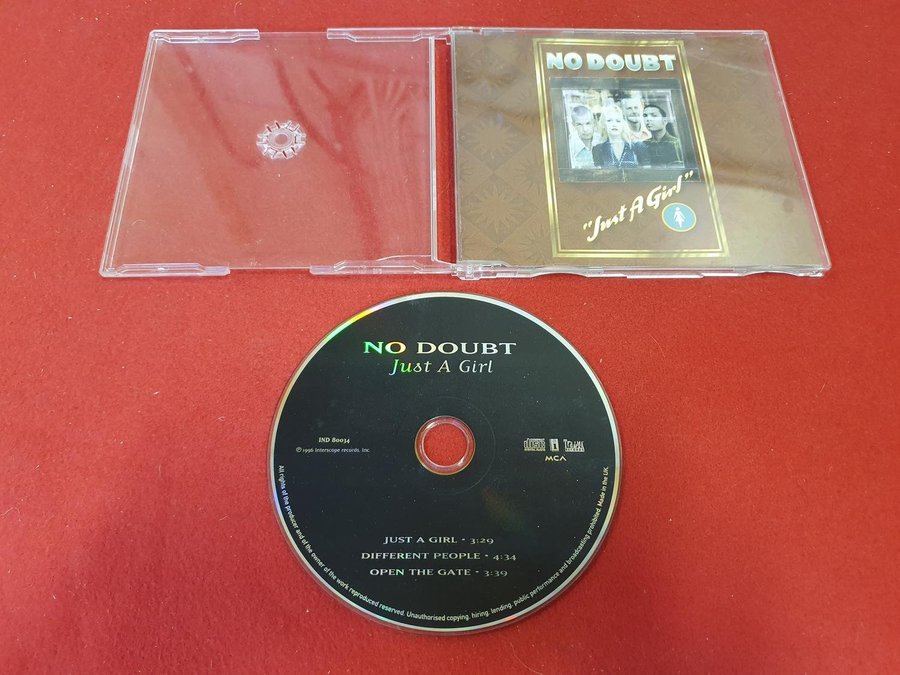 NO DOUBT
"Just A Girl"
NO DOUBT
Just A Girl
IND 80034
℗ 1996 Interscope records, Inc.
MCA
JUST A GIRL · 3:29
DIFFERENT PEOPLE · 4:34
OPEN THE GATE · 3:39
All rights of the producer and of the owner of the work reproduced reserved. Unauthorised copying, hiring, lending, public performance and broadcasting prohibited. Made in the UK.